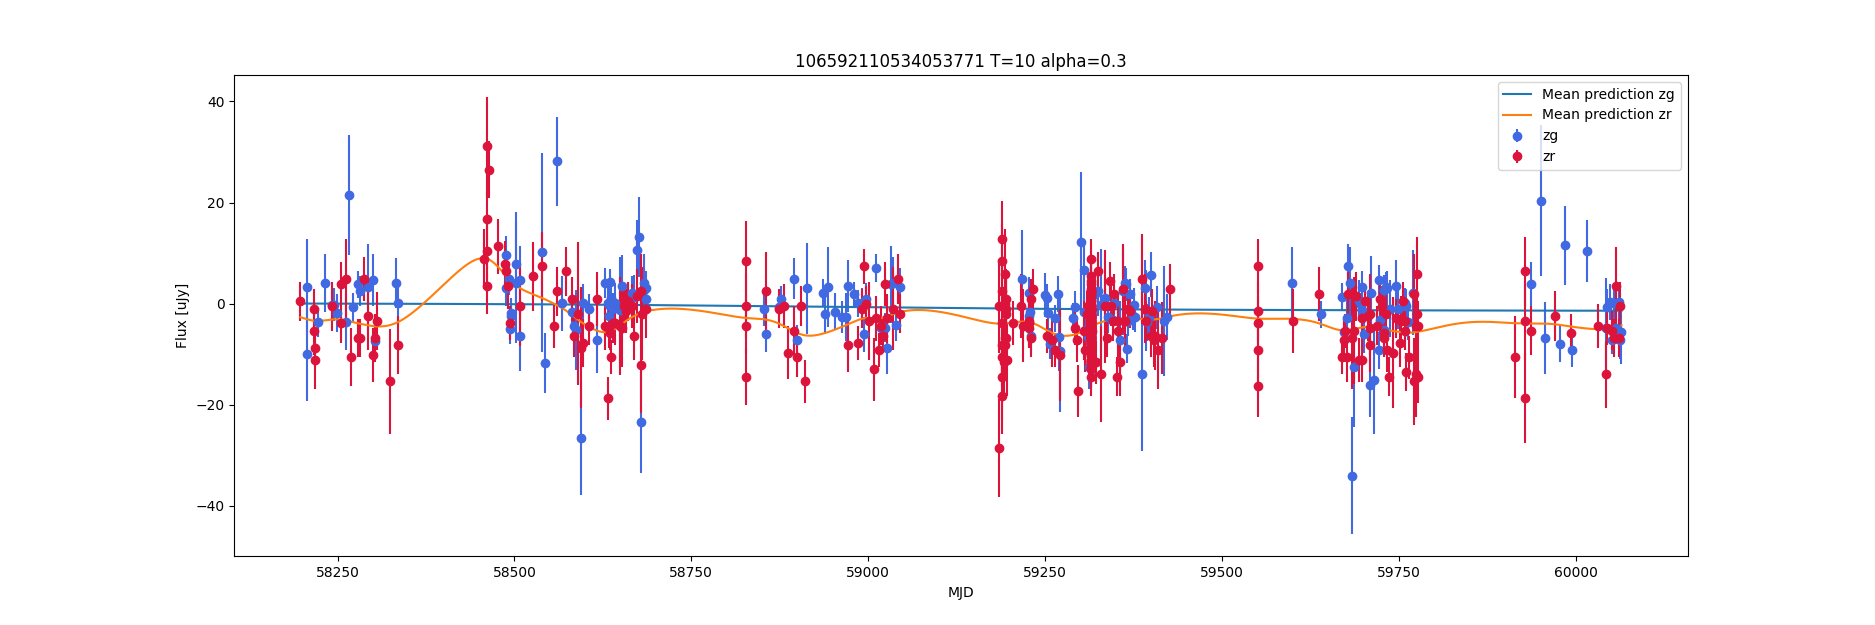 106592110534053771 T=10 alpha=0.3
Mean prediction zg
Mean prediction zr
zg
zr
Flux [uJy]
40
20
0
−20
−40
58250 58500 58750 59000 59250 59500 59750 60000
MJD